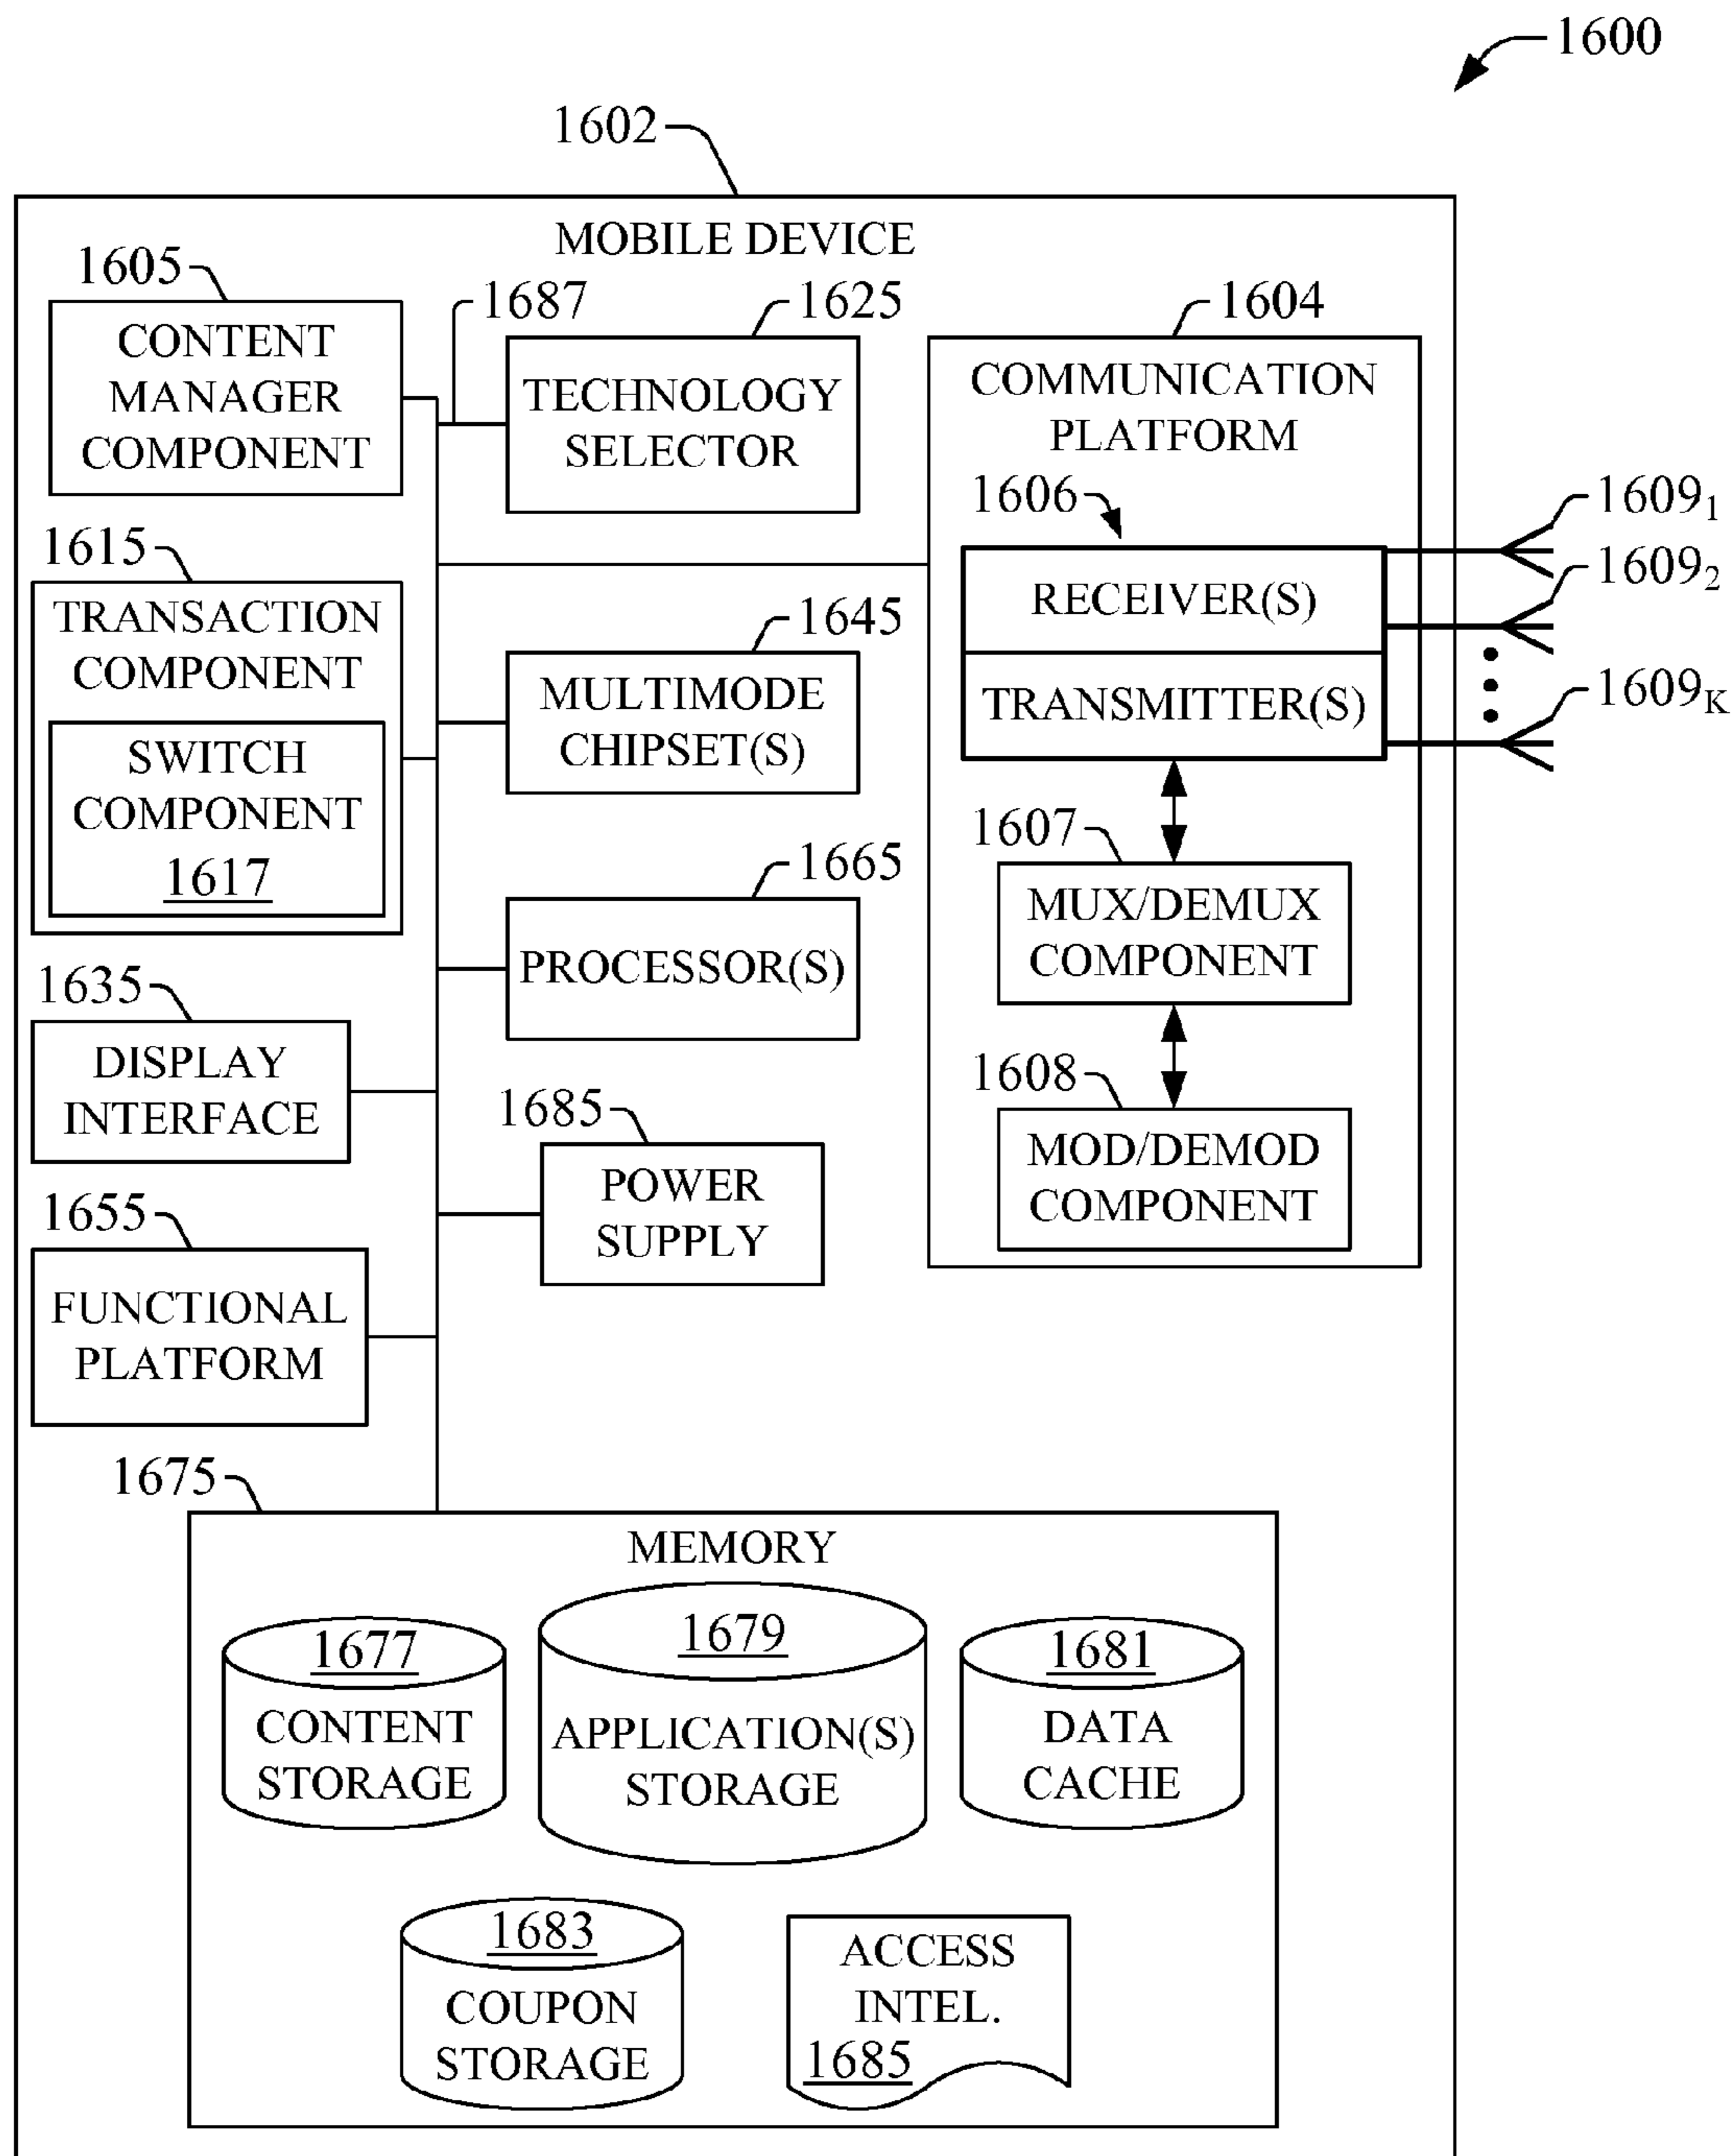 1600
1602
MOBILE DEVICE
1605
CONTENT
MANAGER
COMPONENT
1687
1625
TECHNOLOGY
SELECTOR
1604
COMMUNICATION
PLATFORM
1606
RECEIVER(S)
TRANSMITTER(S)
1609₁
1609₂
1609K
1615
TRANSACTION
COMPONENT
SWITCH
COMPONENT
1617
1645
MULTIMODE
CHIPSET(S)
1607
MUX/DEMUX
COMPONENT
1665
PROCESSOR(S)
1635
DISPLAY
INTERFACE
1608
MOD/DEMOD
COMPONENT
1685
POWER
SUPPLY
1655
FUNCTIONAL
PLATFORM
1675
MEMORY
1677
CONTENT
STORAGE
1679
APPLICATION(S)
STORAGE
1681
DATA
CACHE
1683
COUPON
STORAGE
ACCESS
INTEL.
1685